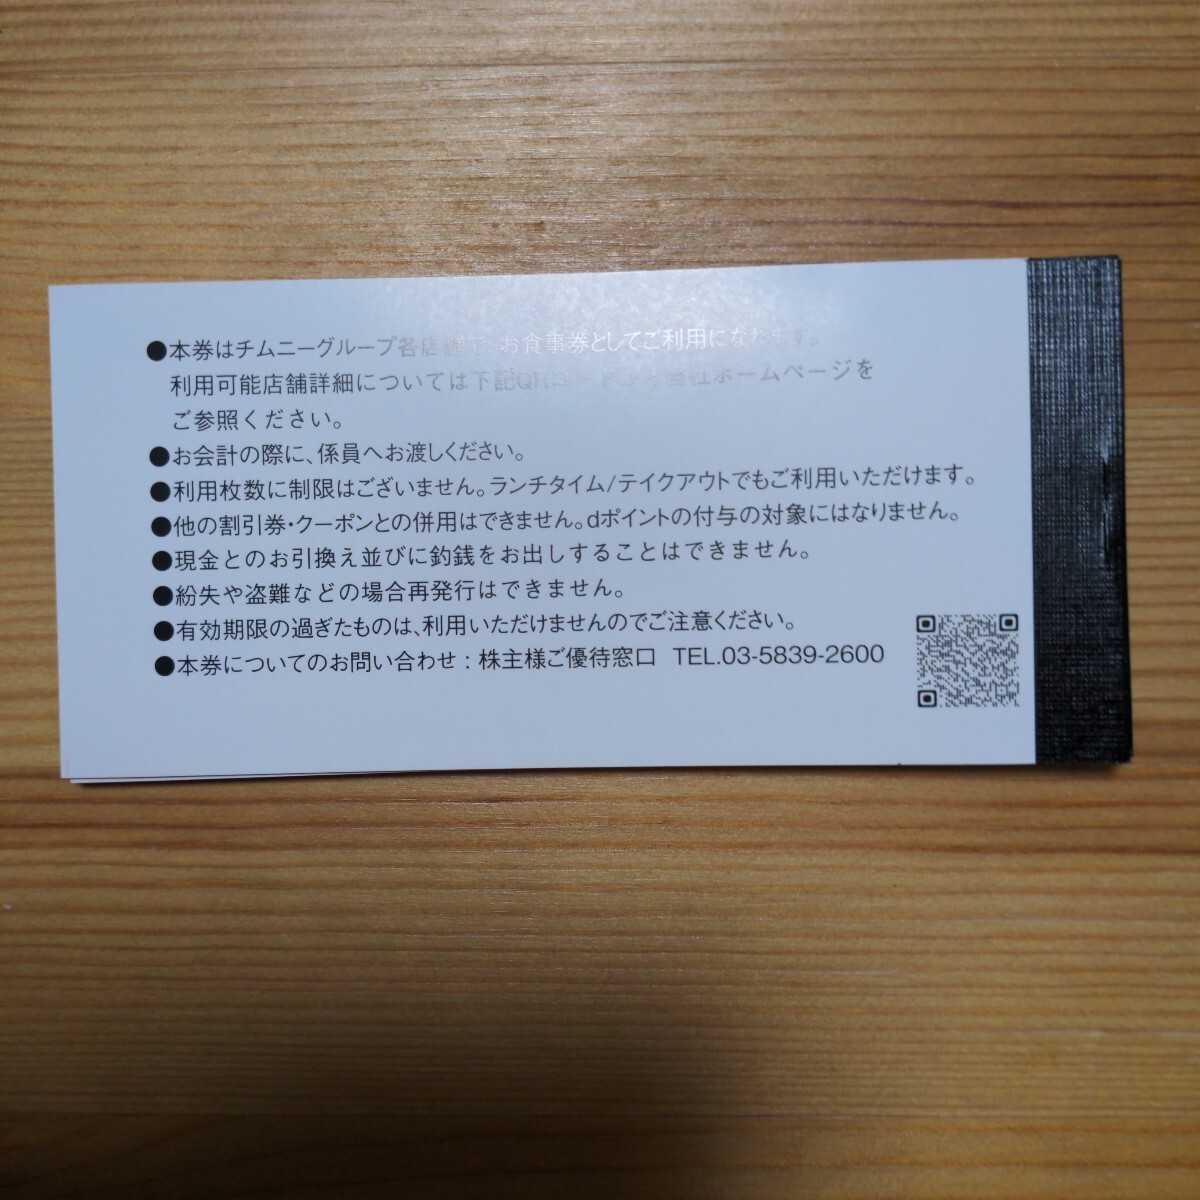 ●本券はチムニーグループ各店舗で、お食事券としてご利用になれます。
利用可能店舗詳細については下記QRコードより当社ホームページを
ご参照ください。
●お会計の際に、係員へお渡しください。
●利用枚数に制限はございません。ランチタイム/テイクアウトでもご利用いただけます。
●他の割引券・クーポンとの併用はできません。dポイントの付与の対象にはなりません。
●現金とのお引換え並びに釣銭をお出しすることはできません。
●紛失や盗難などの場合再発行はできません。
●有効期限の過ぎたものは、利用いただけませんのでご注意ください。
●本券についてのお問い合わせ：株主様ご優待窓口 TEL.03-5839-2600